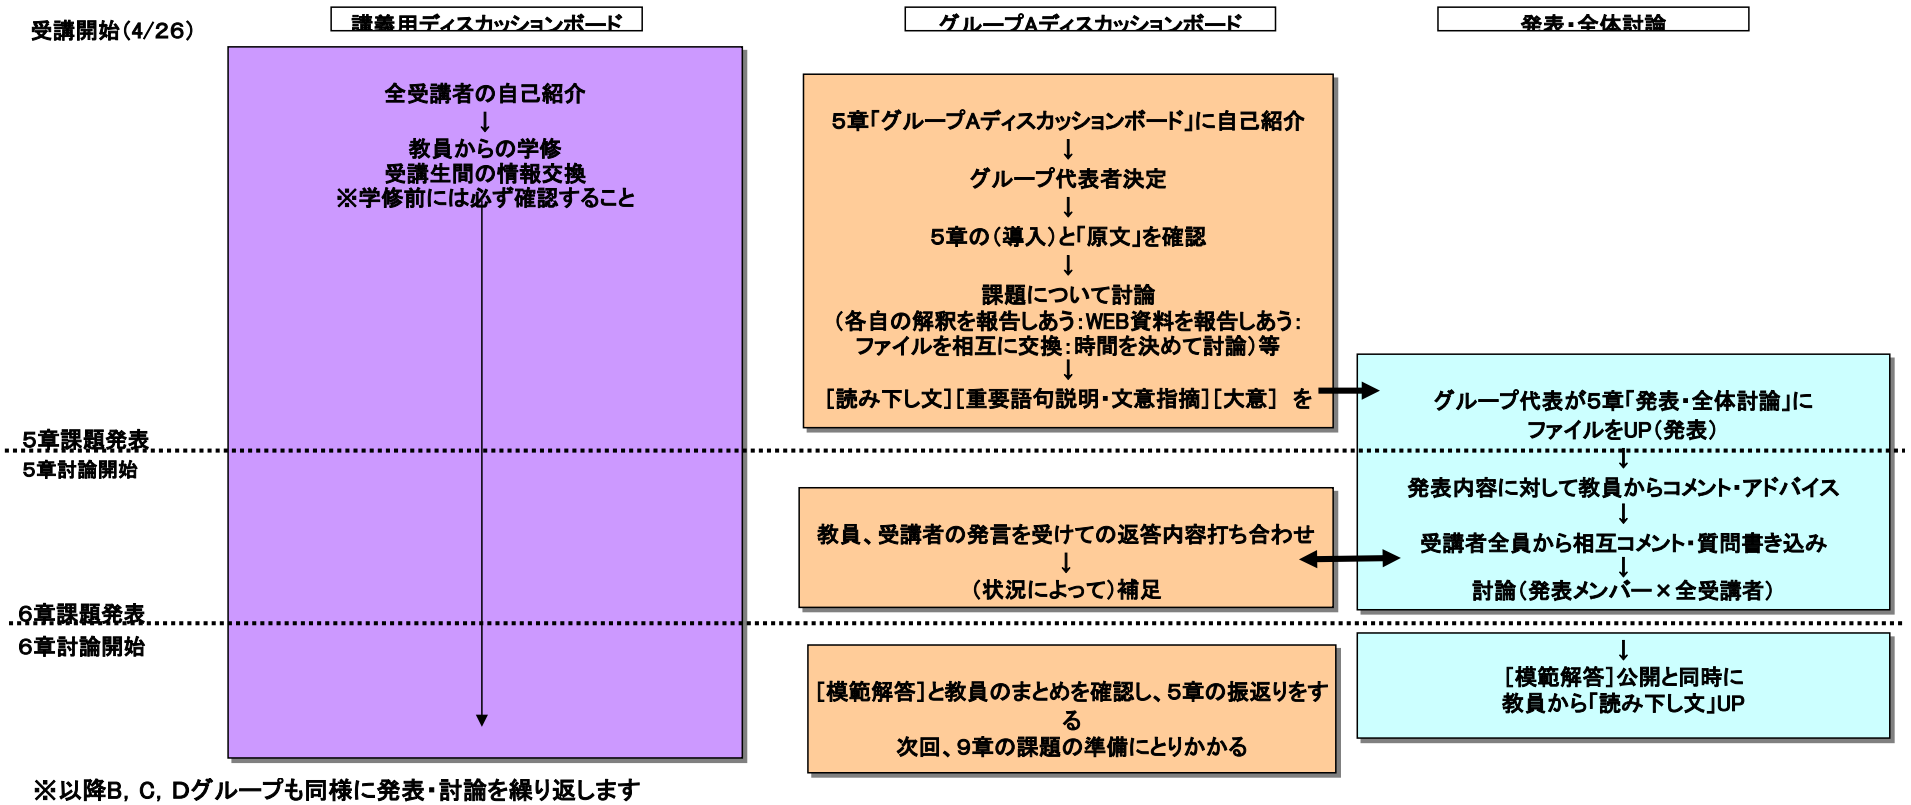 受講開始(4/26)
講義用ディスカッションボード
グループAディスカッションボード
発表・全体討論
全受講者の自己紹介
↓
教員からの学修
受講生間の情報交換
※学修前には必ず確認すること
5章「グループAディスカッションボード」に自己紹介
↓
グループ代表者決定
↓
5章の(導入)と「原文」を確認
↓
課題について討論
(各自の解釈を報告しあう:WEB資料を報告しあう:
ファイルを相互に交換:時間を決めて討論)等
↓
[読み下し文][重要語句説明・文意指摘][大意] を
グループ代表が5章「発表・全体討論」に
ファイルをUP(発表)
↓
発表内容に対して教員からコメント・アドバイス
↓
受講者全員から相互コメント・質問書き込み
↓
討論(発表メンバー×全受講者)
5章課題発表
5章討論開始
教員、受講者の発言を受けての返答内容打ち合わせ
↓
(状況によって)補足
6章課題発表
6章討論開始
[模範解答]と教員のまとめを確認し、5章の振返りをす
る
次回、9章の課題の準備にとりかかる
↓
[模範解答]公開と同時に
教員から「読み下し文」UP
※以降B, C, Dグループも同様に発表・討論を繰り返します